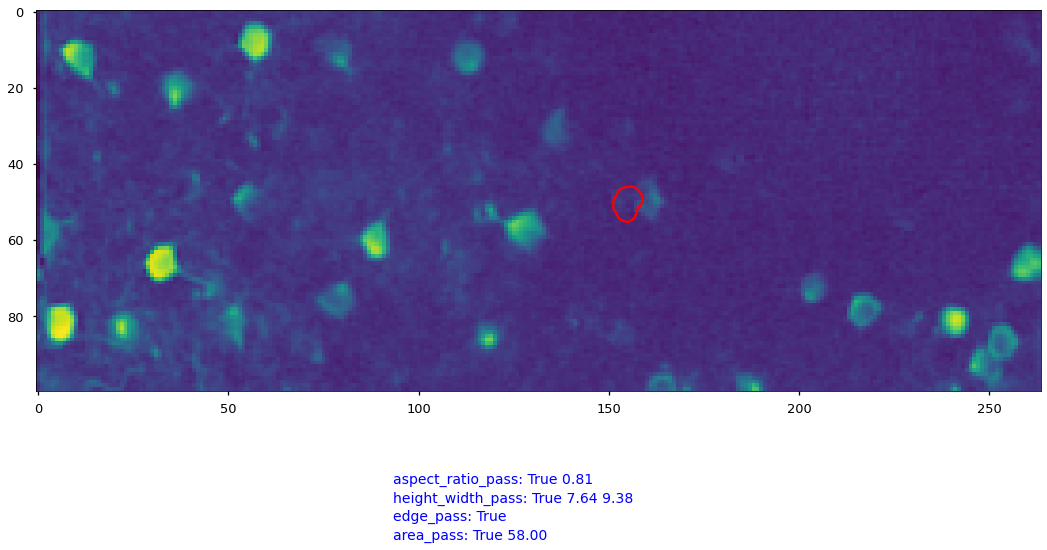 0
20
40
60
80
0
50
100
150
200
250
aspect_ratio_pass: True 0.81
height_width_pass: True 7.64 9.38
edge_pass: True
area_pass: True 58.00